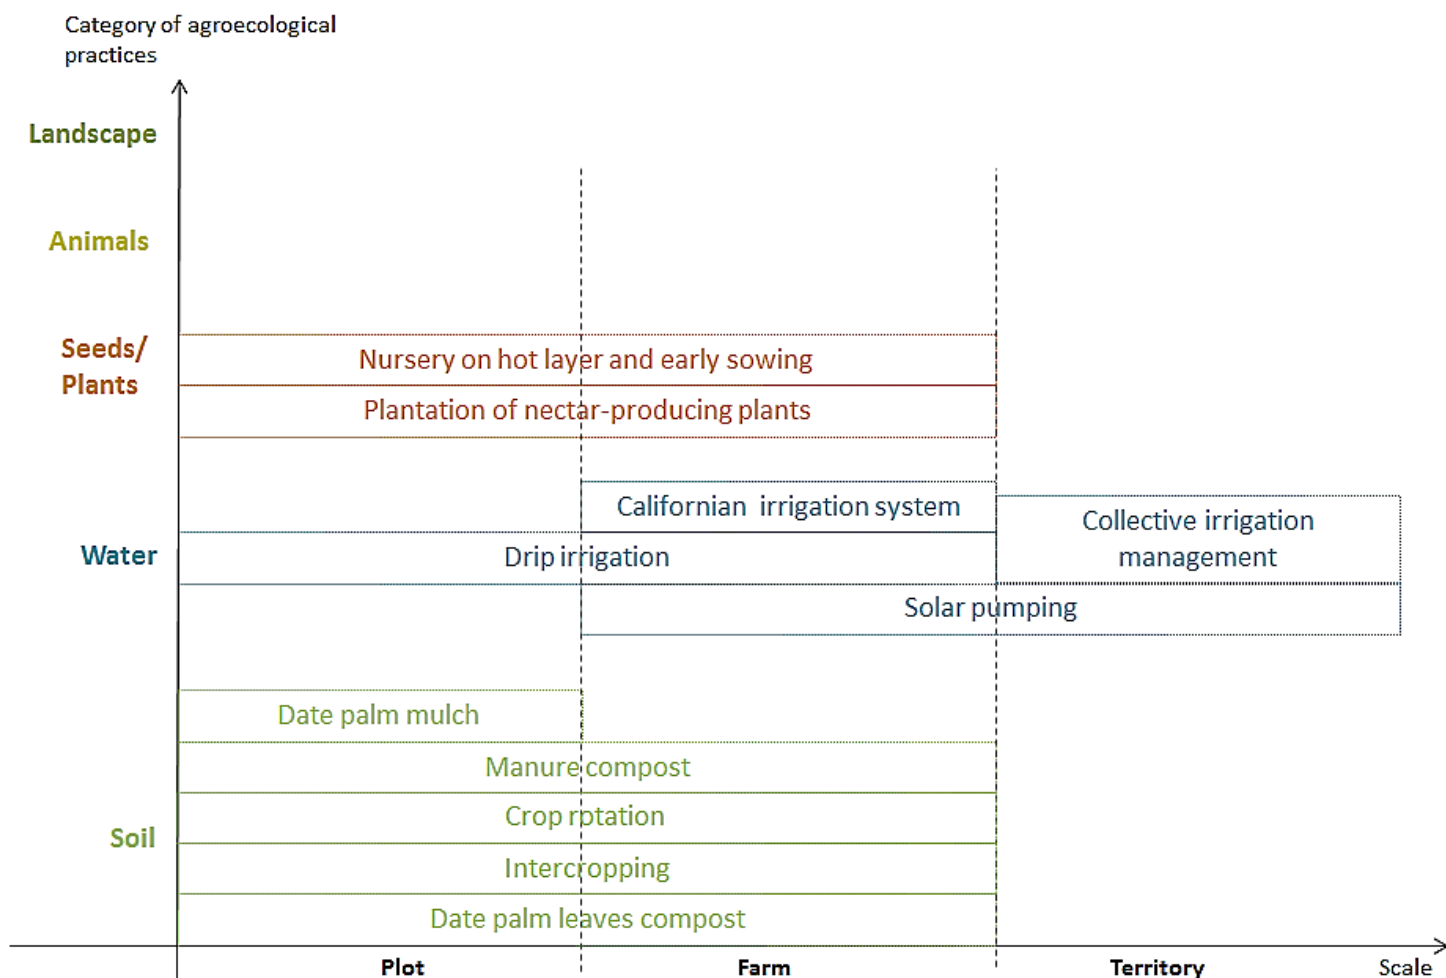 Category of agroecological
practices
Landscape
Animals
Seeds/
Plants
Nursery on hot layer and early sowing
Plantation of nectar-producing plants
Water
Californian irrigation system
Collective irrigation
management
Drip irrigation
Solar pumping
Soil
Date palm mulch
Manure compost
Crop rotation
Intercropping
Date palm leaves compost
Plot
Farm
Territory
Scale